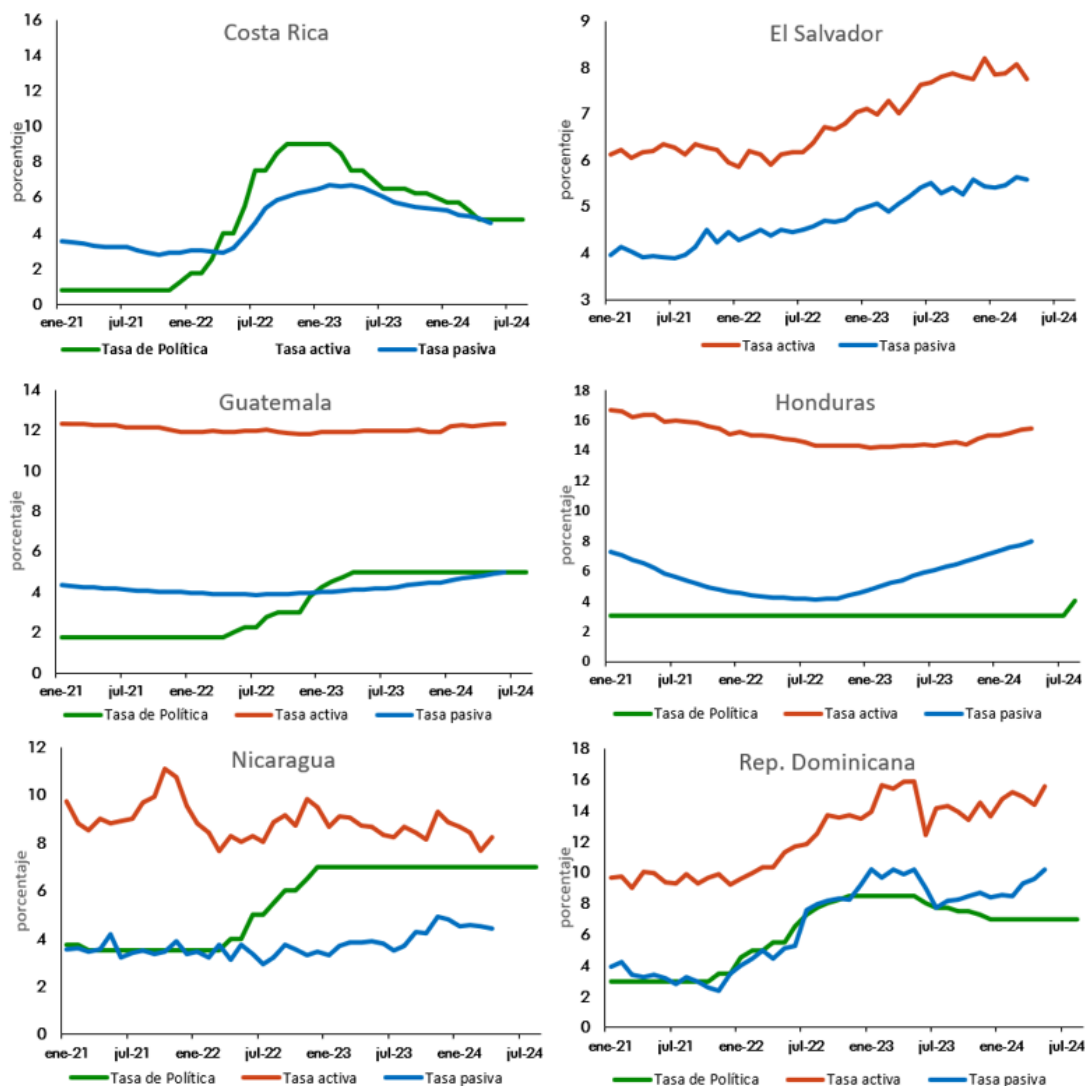 Costa Rica
porcentaje
16
14
12
10
8
6
4
2
0
ene-21 jul-21 ene-22 jul-22 ene-23 jul-23 ene-24 jul-24
Tasa de Política Tasa activa Tasa pasiva
El Salvador
porcentaje
9
8
7
6
5
4
3
ene-21 jul-21 ene-22 jul-22 ene-23 jul-23 ene-24 jul-24
Tasa activa Tasa pasiva
Guatemala
porcentaje
14
12
10
8
6
4
2
0
ene-21 jul-21 ene-22 jul-22 ene-23 jul-23 ene-24 jul-24
Tasa de Política Tasa activa Tasa pasiva
Honduras
porcentaje
18
16
14
12
10
8
6
4
2
0
ene-21 jul-21 ene-22 jul-22 ene-23 jul-23 ene-24 jul-24
Tasa de Política Tasa activa Tasa pasiva
Nicaragua
porcentaje
12
10
8
6
4
2
0
ene-21 jul-21 ene-22 jul-22 ene-23 jul-23 ene-24 jul-24
Tasa de Política Tasa activa Tasa pasiva
Rep. Dominicana
porcentaje
18
16
14
12
10
8
6
4
2
0
ene-21 jul-21 ene-22 jul-22 ene-23 jul-23 ene-24 jul-24
Tasa de Política Tasa activa Tasa pasiva